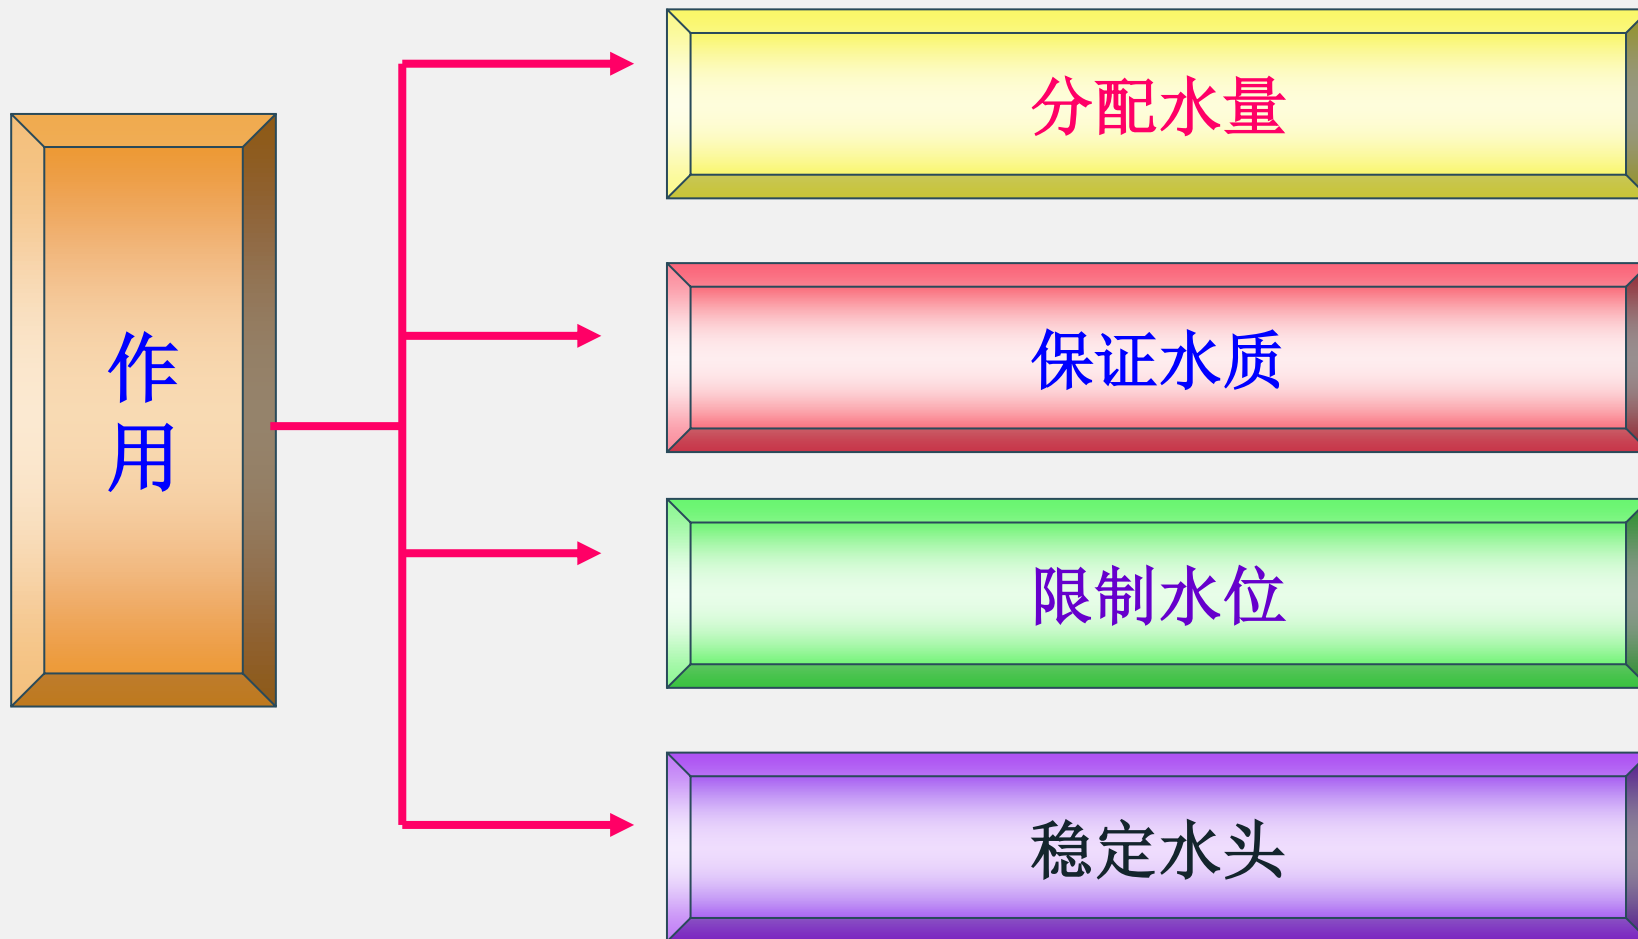 作
用
分配水量
保证水质
限制水位
稳定水头